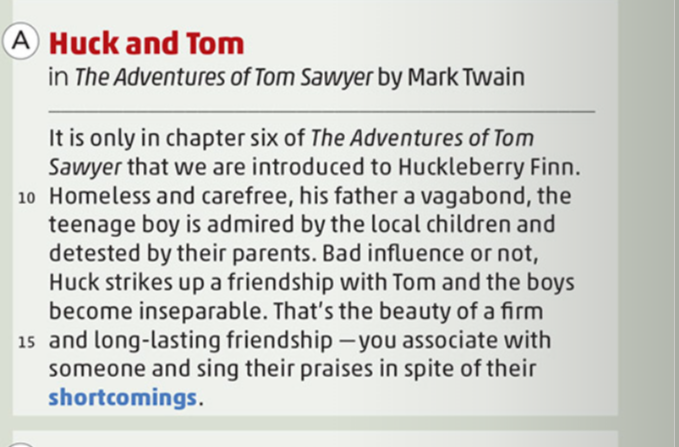 A Huck and Tom
in The Adventures of Tom Sawyer by Mark Twain
It is only in chapter six of The Adventures of Tom
Sawyer that we are introduced to Huckleberry Finn.
10 Homeless and carefree, his father a vagabond, the
teenage boy is admired by the local children and
detested by their parents. Bad influence or not,
Huck strikes up a friendship with Tom and the boys
become inseparable. That's the beauty of a firm
15 and long-lasting friendship —you associate with
someone and sing their praises in spite of their
shortcomings.